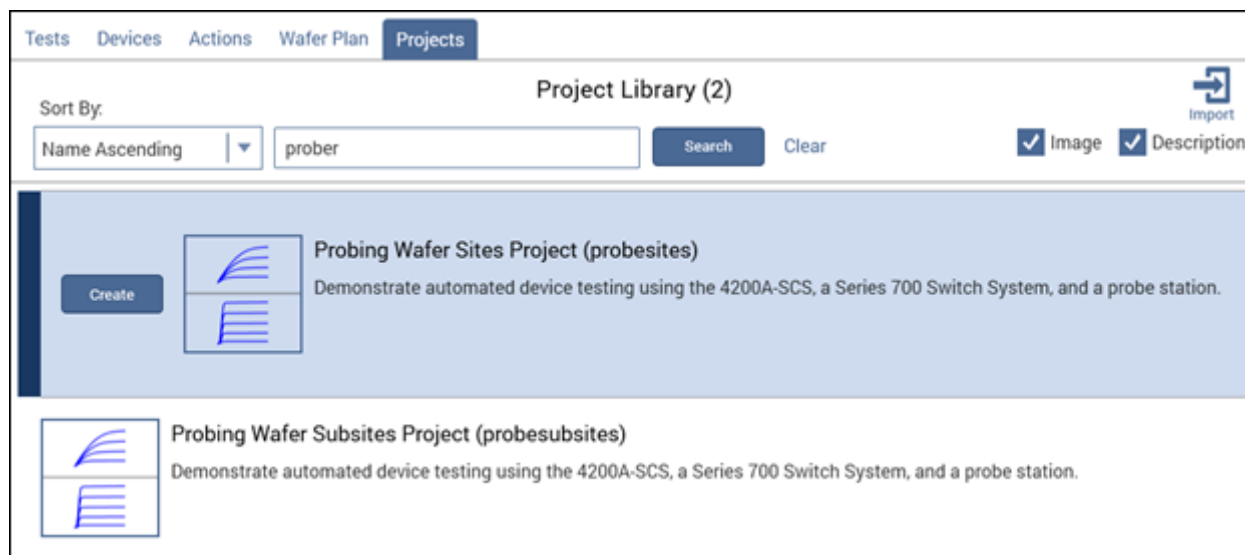 Tests Devices Actions Wafer Plan Projects
Project Library (2)
Import
Sort By:
Name Ascending prober Search Clear Image Description
Create
Probing Wafer Sites Project (probesites)
Demonstrate automated device testing using the 4200A-SCS, a Series 700 Switch System, and a probe station.
Probing Wafer Subsites Project (probesubsites)
Demonstrate automated device testing using the 4200A-SCS, a Series 700 Switch System, and a probe station.